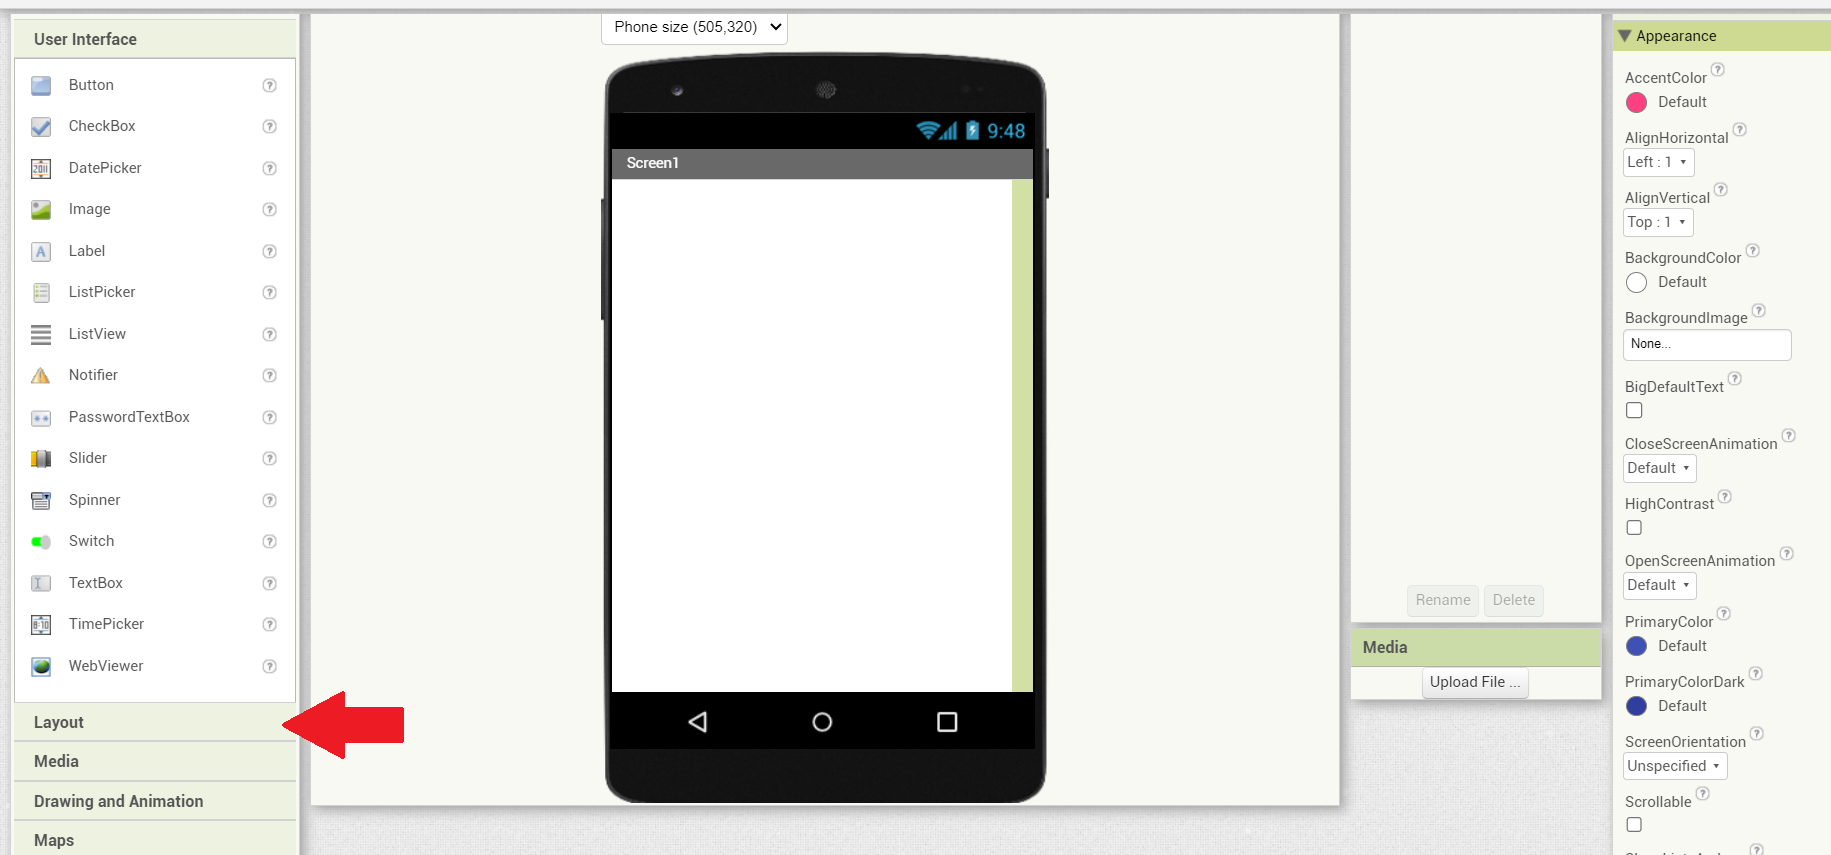 User Interface
Button
CheckBox
DatePicker
Image
Label
ListPicker
ListView
Notifier
PasswordTextBox
Slider
Spinner
Switch
TextBox
TimePicker
WebViewer
Layout
Media
Drawing and Animation
Maps
Phone size (505,320)
9:48
Screen1
Rename Delete
Media
Upload File ...
Appearance
AccentColor
Default
AlignHorizontal
Left : 1
AlignVertical
Top : 1
BackgroundColor
Default
BackgroundImage
None...
BigDefaultText
CloseScreenAnimation
Default
HighContrast
OpenScreenAnimation
Default
PrimaryColor
Default
PrimaryColorDark
Default
ScreenOrientation
Unspecified
Scrollable